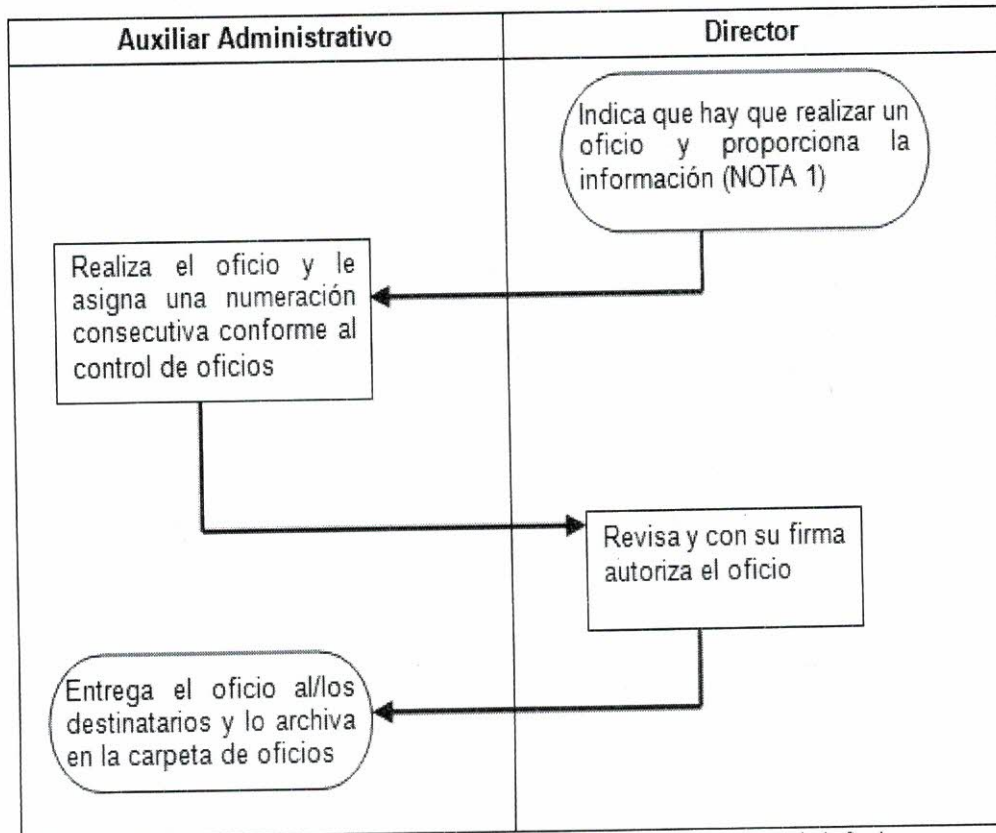 Auxiliar Administrativo
Director
Indica que hay que realizar un
oficio y proporciona la
información (NOTA 1)
Realiza el oficio y le
asigna una numeración
consecutiva conforme al
control de oficios
Revisa y con su firma
autoriza el oficio
Entrega el oficio al/los
destinatarios y lo archiva
en la carpeta de oficios